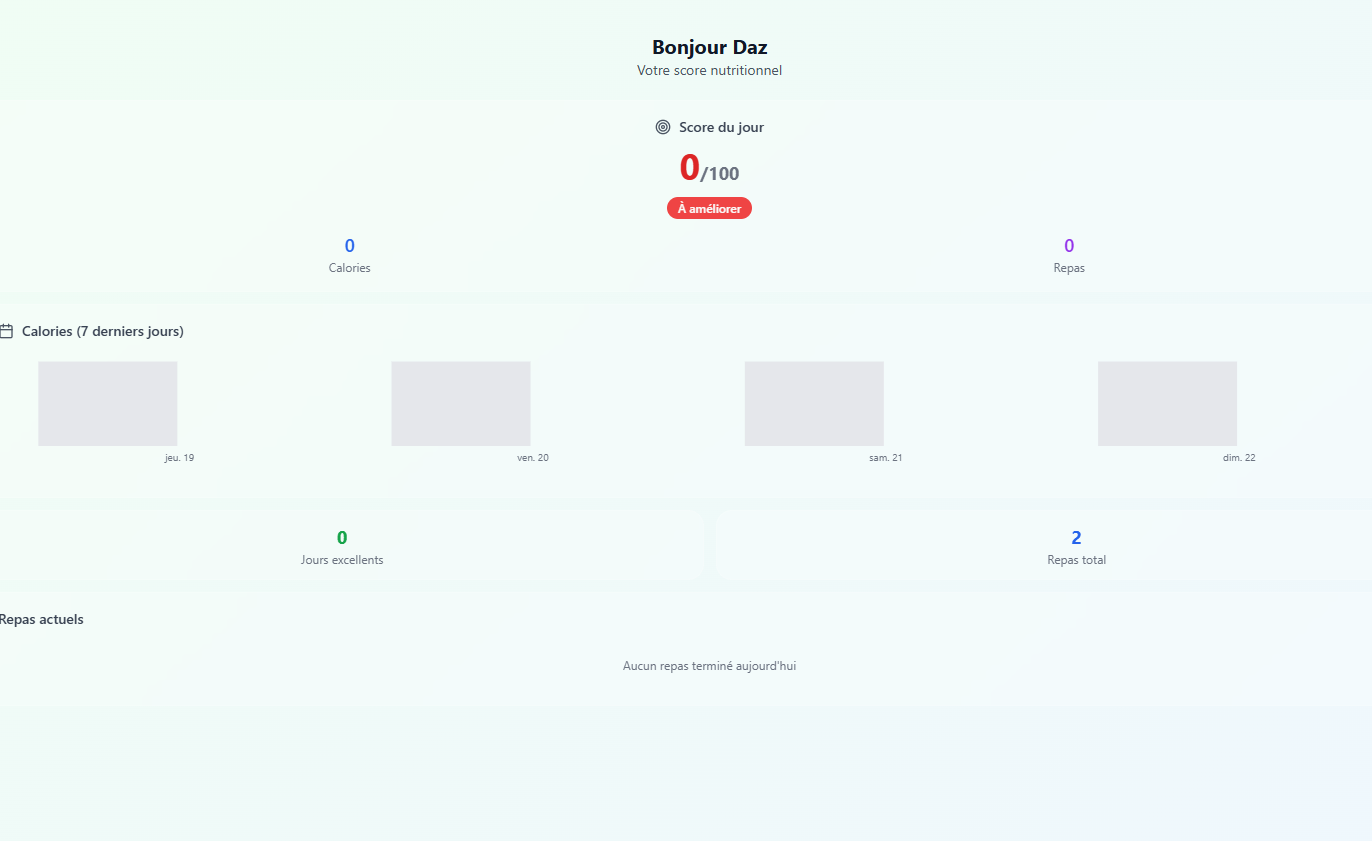 Bonjour Daz
Votre score nutritionnel
Score du jour
0/100
À améliorer
0
Calories
0
Repas
Calories (7 derniers jours)
jeu. 19
ven. 20
sam. 21
dim. 22
0
Jours excellents
2
Repas total
Repas actuels
Aucun repas terminé aujourd'hui